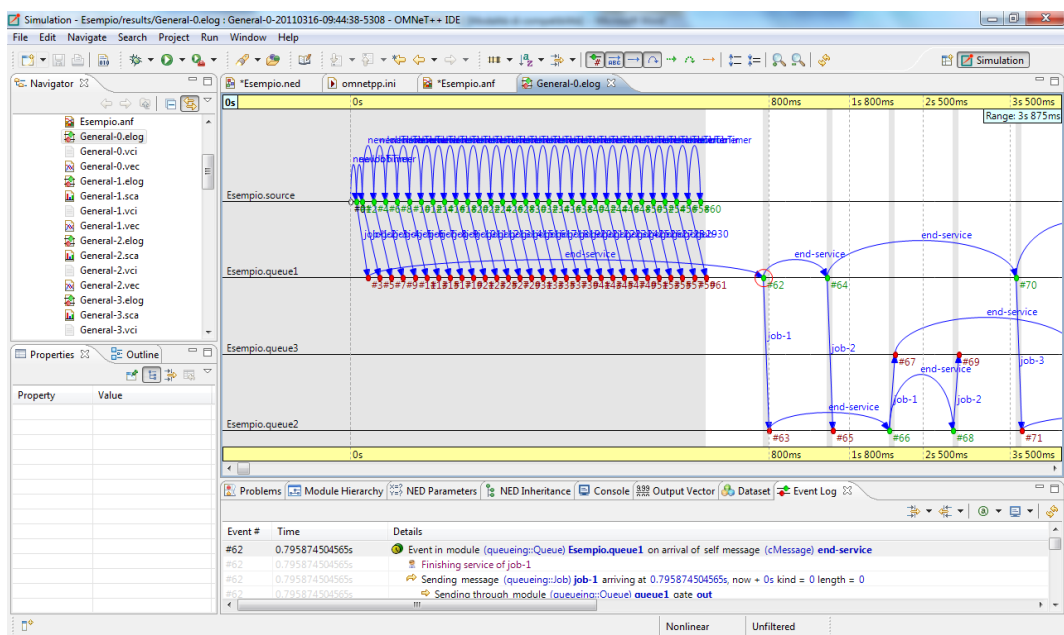 Simulation - Esempio/results/General-0.elog : General-0-20110316-09:44:38-5308 - OMNeT++ IDE
File Edit Navigate Search Project Run Window Help
Simulation
Navigator
*Esempio.ned omnetpp.ini *Esempio.anf General-0.elog
Esempio.anf
General-0.elog
General-0.vci
General-0.vec
General-1.elog
General-1.sca
General-1.vci
General-1.vec
General-2.elog
General-2.sca
General-2.vci
General-2.vec
General-3.elog
General-3.sca
General-3.vci
0s 0s 800ms 1s 800ms 2s 500ms 3s 500ms
Range: 3s 875ms
Esempio.source
#60
end-service
end-service
end-service
Esempio.queue1
#61 #62 #64 #70
end-service
job-1 job-2 job-3
Esempio.queue3
#67 #69
end-service
end-service job-1 job-2
Esempio.queue2
#63 #65 #66 #68 #71
0s 800ms 1s 800ms 2s 500ms 3s 500ms
Properties Outline
Property Value
Problems Module Hierarchy NED Parameters NED Inheritance Console Output Vector Dataset Event Log
Event # Time Details
#62 0.795874504565s Event in module (queueing::Queue) Esempio.queue1 on arrival of self message (cMessage) end-service
#62 0.795874504565s Finishing service of job-1
#62 0.795874504565s Sending message (queueing::Job) job-1 arriving at 0.795874504565s, now + 0s kind = 0 length = 0
#62 0.795874504565s Sending through module (queueing::Queue) queue1 gate out
Nonlinear Unfiltered